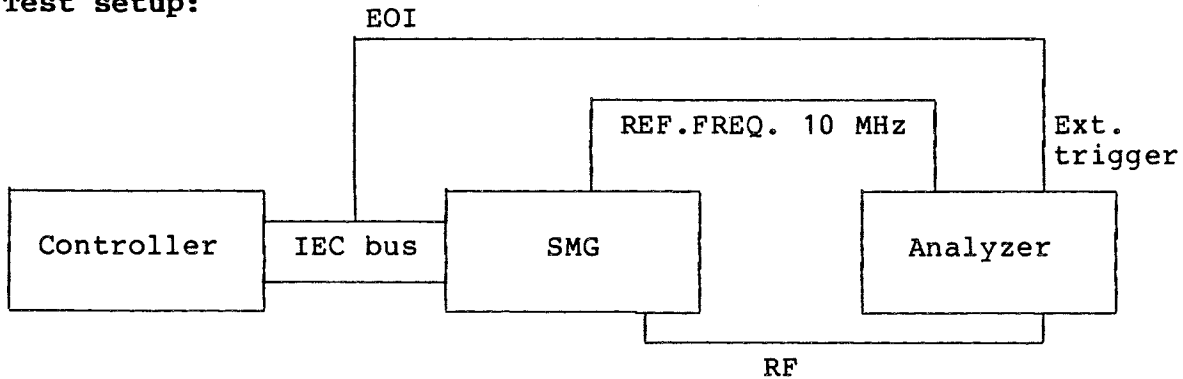 Test setup:
EOI
REF.FREQ. 10 MHz
Ext.
trigger
Controller
IEC bus
SMG
Analyzer
RF